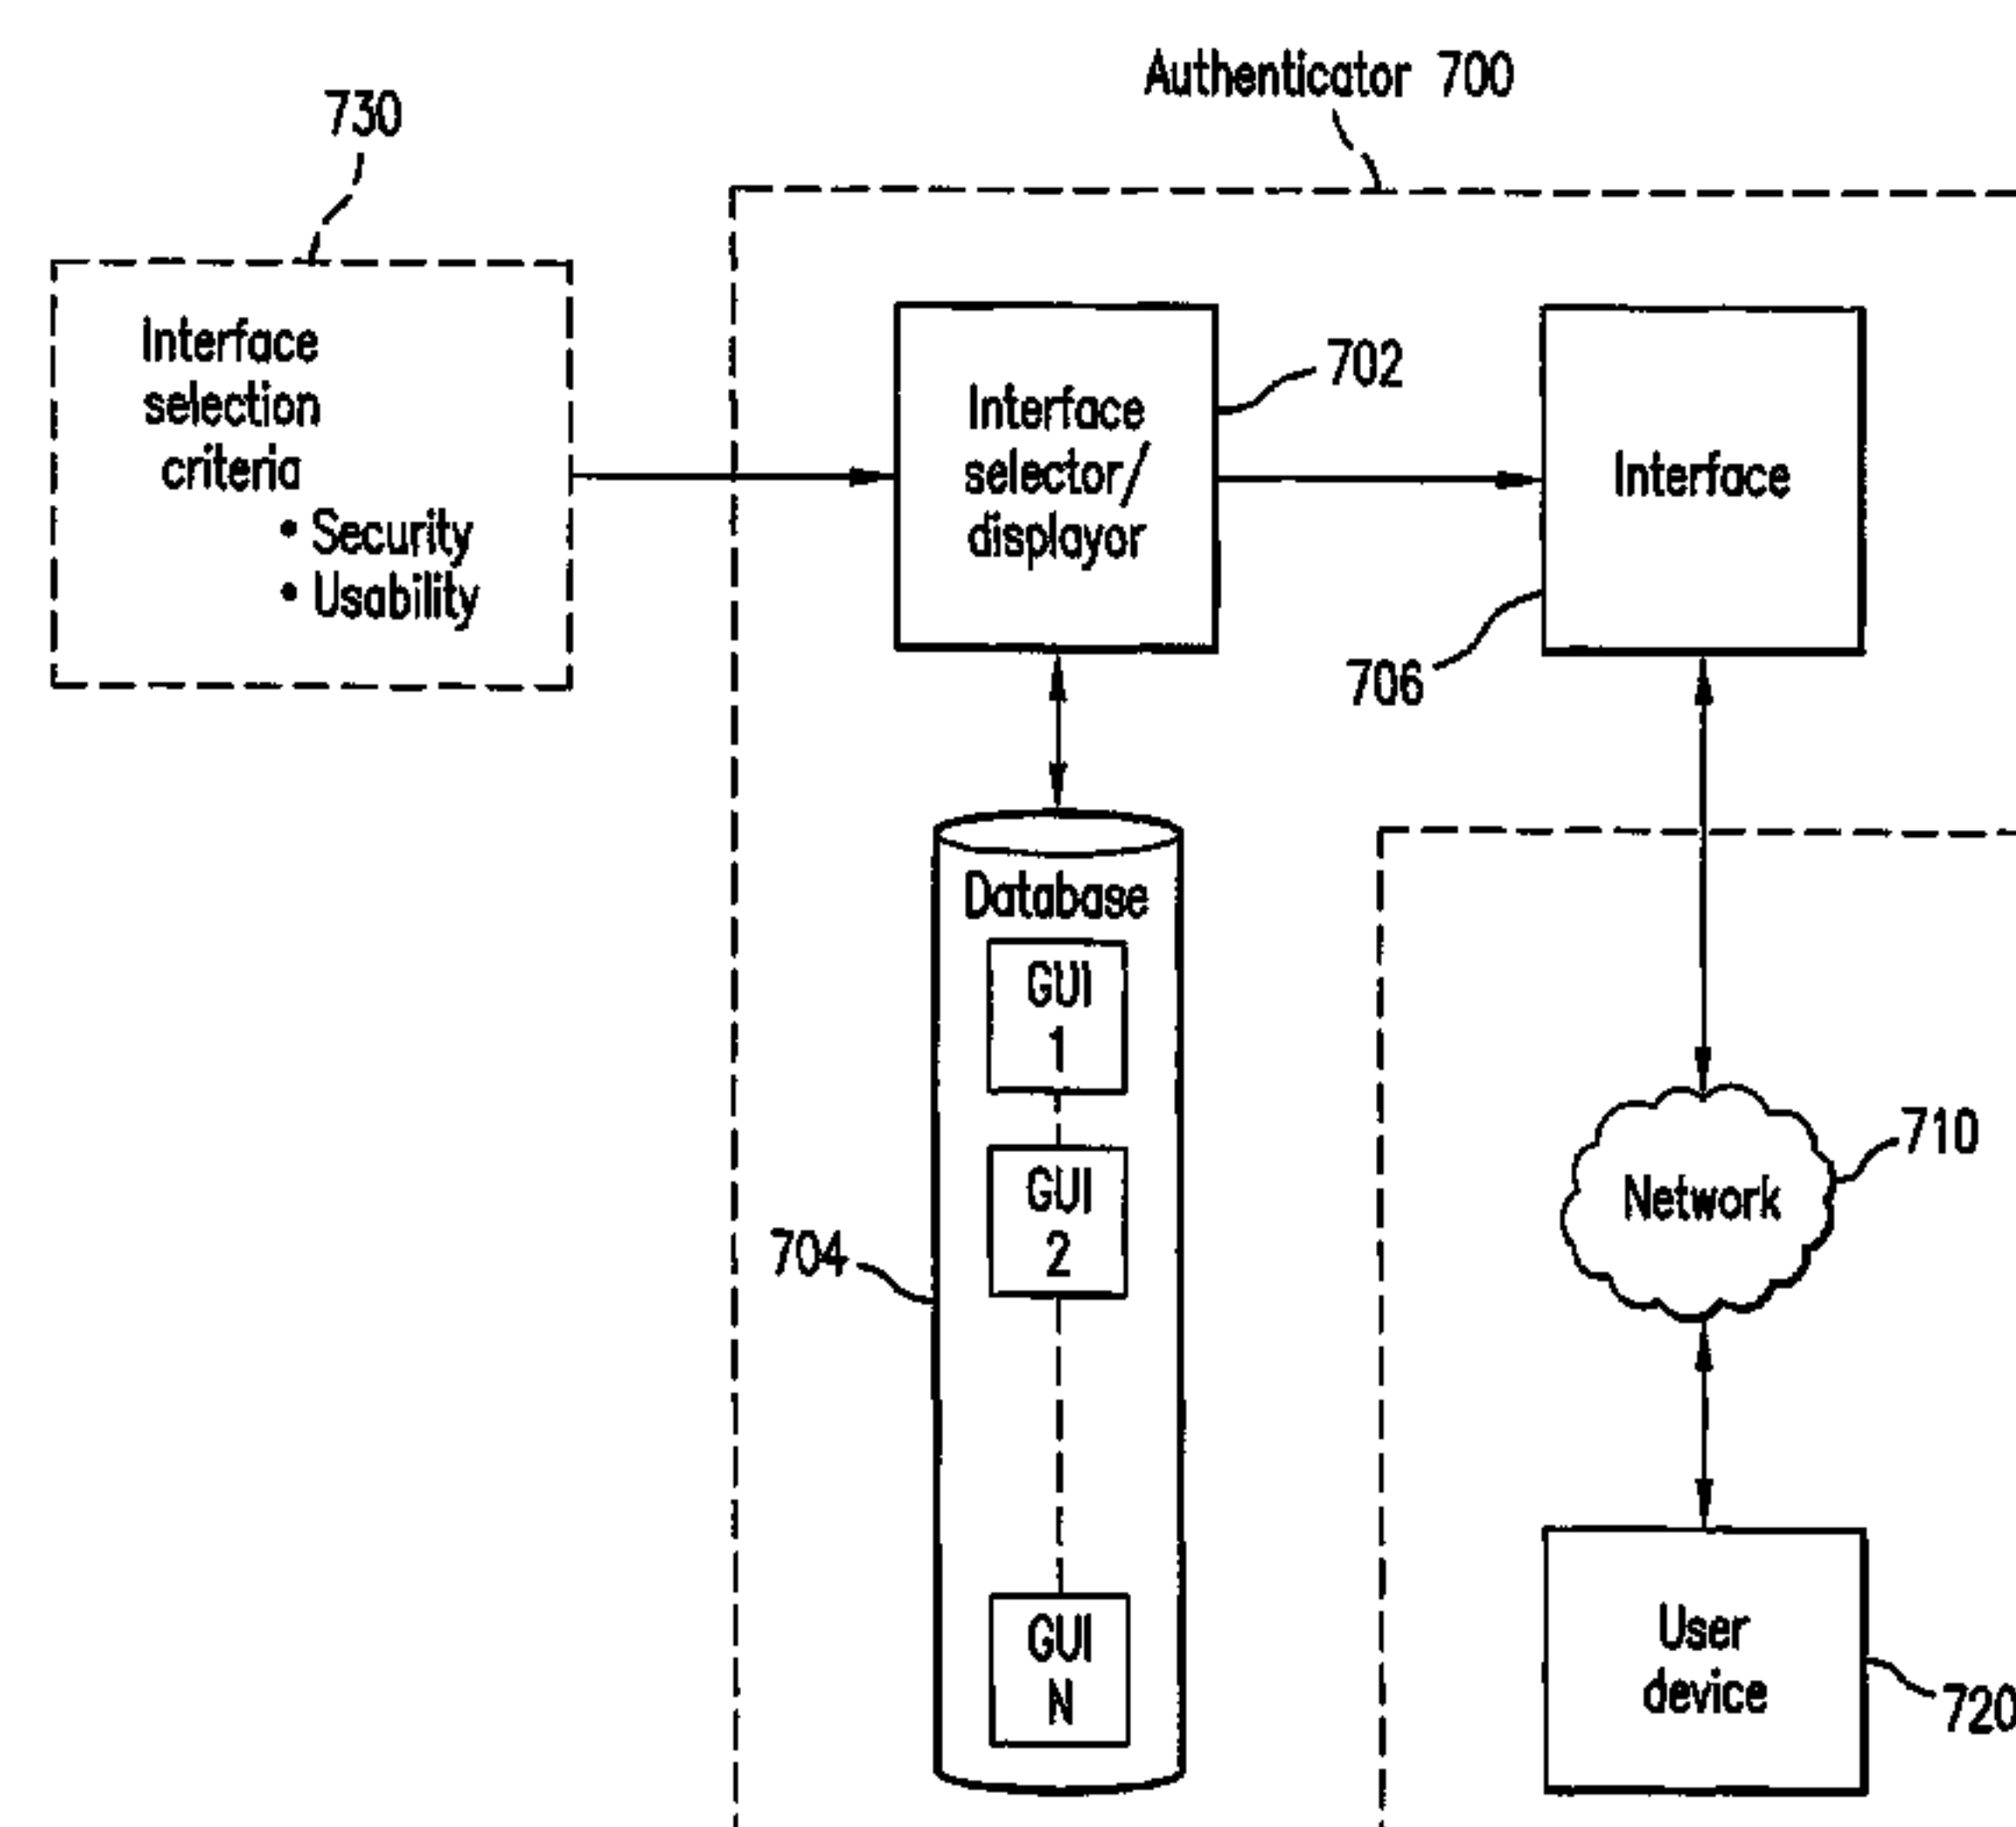 Authenticator 700
730
Interface
selection
criteria
• Security
• Usability
Interface
selector/
displayor
702
Interface
706
Database
GUI
1
GUI
2
GUI
N
704
Network
710
User
device
720